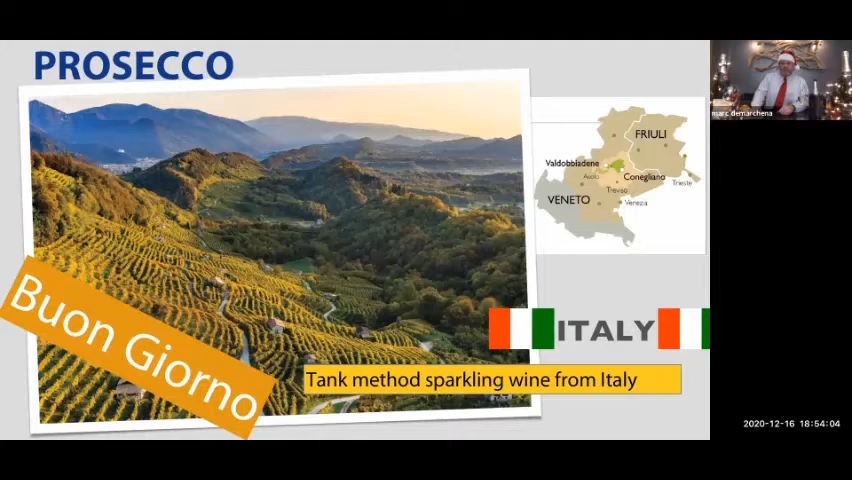 PROSECCO
marc demarchena
FRIULI
Valdobbiadene
Conegliano
Asolo
Treviso
Trieste
VENETO
Venezia
Buon Giorno
ITALY
Tank method sparkling wine from Italy
2020-12-16 18:54:04